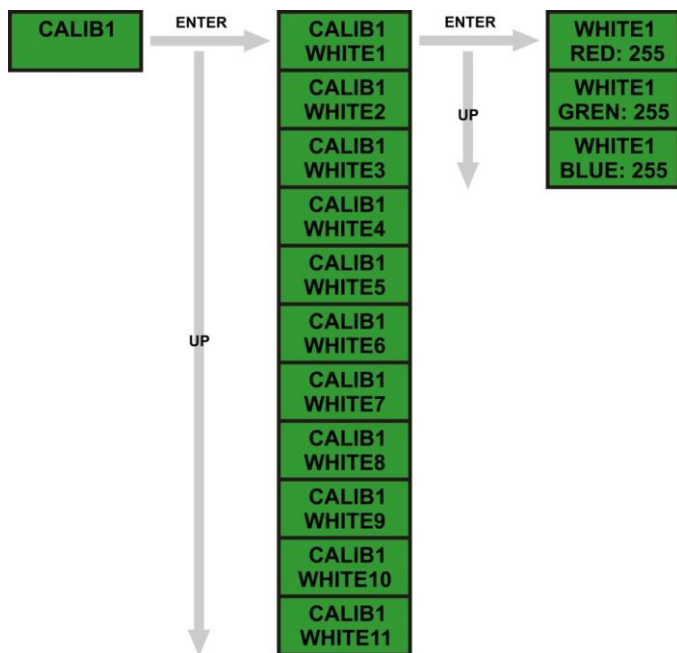 CALIB1
ENTER
CALIB1
WHITE1
ENTER
WHITE1
RED: 255
CALIB1
WHITE2
UP
WHITE1
GREN: 255
CALIB1
WHITE3
WHITE1
BLUE: 255
CALIB1
WHITE4
CALIB1
WHITE5
UP
CALIB1
WHITE6
CALIB1
WHITE7
CALIB1
WHITE8
CALIB1
WHITE9
CALIB1
WHITE10
CALIB1
WHITE11